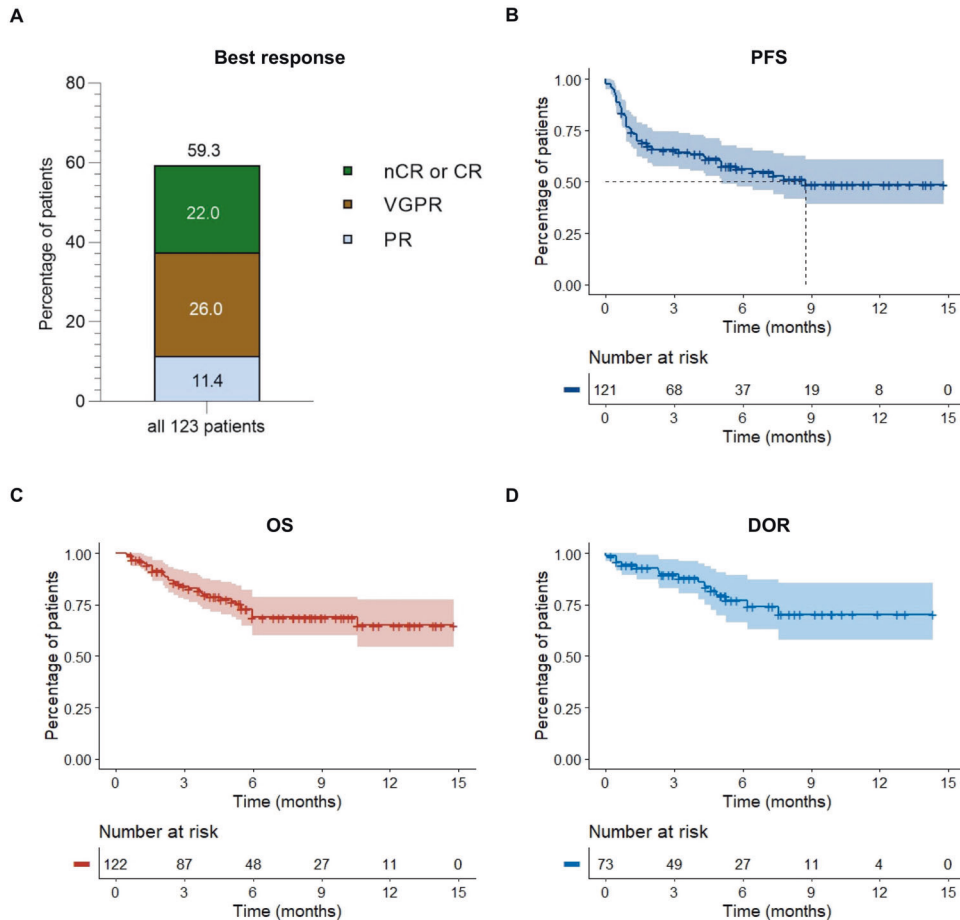 A
Best response
Percentage of patients
80
60
40
20
0
59.3
22.0
26.0
11.4
all 123 patients
nCR or CR
VGPR
PR
B
PFS
Percentage of patients
1.00
0.75
0.50
0.25
0.00
0 3 6 9 12 15
Time (months)
Number at risk
121 68 37 19 8 0
0 3 6 9 12 15
Time (months)
C
OS
Percentage of patients
1.00
0.75
0.50
0.25
0.00
0 3 6 9 12 15
Time (months)
Number at risk
122 87 48 27 11 0
0 3 6 9 12 15
Time (months)
D
DOR
Percentage of patients
1.00
0.75
0.50
0.25
0.00
0 3 6 9 12 15
Time (months)
Number at risk
73 49 27 11 4 0
0 3 6 9 12 15
Time (months)